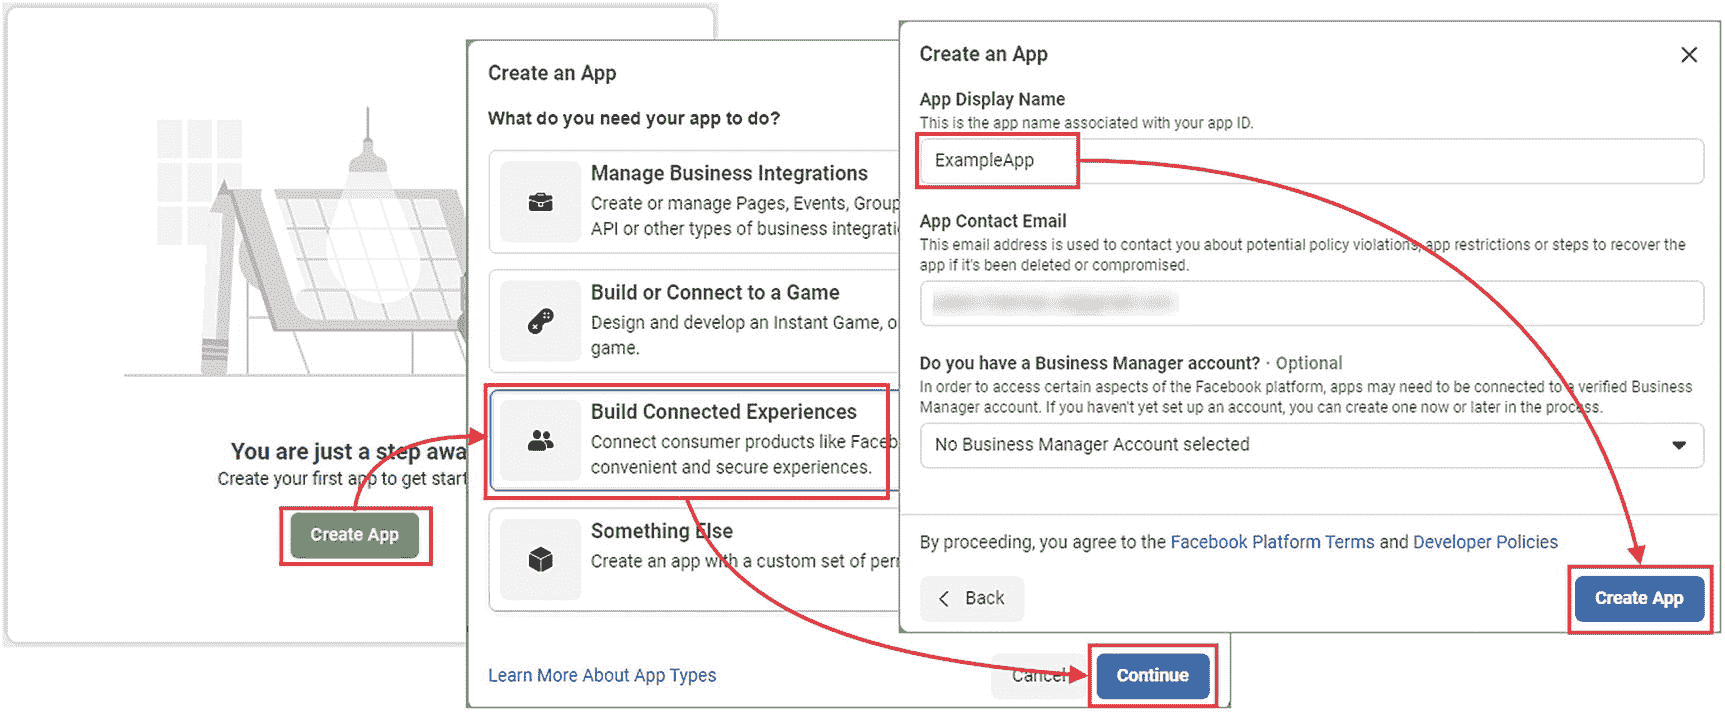 You are just a step
Create your first app to get
Create App
Create an App
What do you need your app to do?
Manage Business Integrations
Create or manage Pages, Events,
API or other types of business
Build or Connect to a Game
Design and develop an Instant Game,
game.
Build Connected Experiences
Connect consumer products like
convenient and secure experiences.
Something Else
Create an app with a custom set of
Learn More About App Types
Cancel
Continue
Create an App
App Display Name
This is the app name associated with your app ID.
ExampleApp
App Contact Email
This email address is used to contact you about potential policy violations, app restrictions or steps to recover the
app if it's been deleted or compromised.
Do you have a Business Manager account? · Optional
In order to access certain aspects of the Facebook platform, apps may need to be connected to a verified Business
Manager account. If you haven't yet set up an account, you can create one now or later in the process.
No Business Manager Account selected
By proceeding, you agree to the Facebook Platform Terms and Developer Policies
Back
Create App